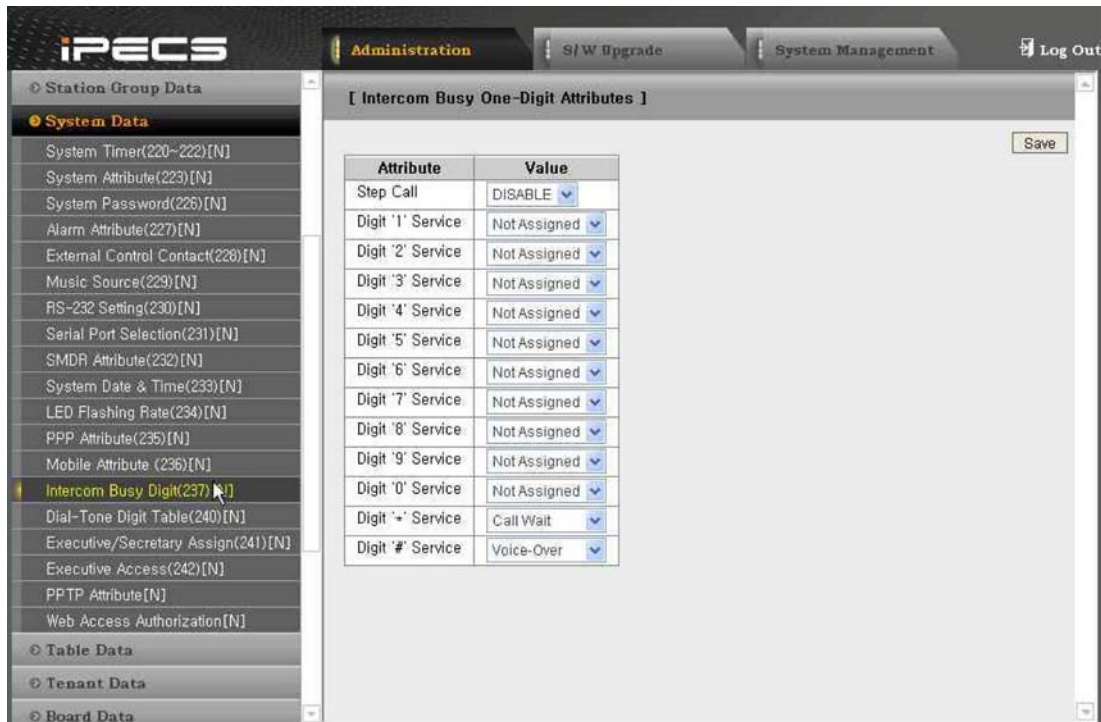 iPECS
Administration
S/W Upgrade
System Management
Log Out
Station Group Data
System Data
System Timer(220~222)[N]
System Attribute(223)[N]
System Password(226)[N]
Alarm Attribute(227)[N]
External Control Contact(228)[N]
Music Source(229)[N]
RS-232 Setting(230)[N]
Serial Port Selection(231)[N]
SMDR Attribute(232)[N]
System Date & Time(233)[N]
LED Flashing Rate(234)[N]
PPP Attribute(235)[N]
Mobile Attribute (236)[N]
Intercom Busy Digit(237)[N]
Dial-Tone Digit Table(240)[N]
Executive/Secretary Assign(241)[N]
Executive Access(242)[N]
PPTP Attribute[N]
Web Access Authorization[N]
Table Data
Tenant Data
Board Data
[ Intercom Busy One-Digit Attributes ]
Save
Attribute Value
Step Call DISABLE
Digit '1' Service Not Assigned
Digit '2' Service Not Assigned
Digit '3' Service Not Assigned
Digit '4' Service Not Assigned
Digit '5' Service Not Assigned
Digit '6' Service Not Assigned
Digit '7' Service Not Assigned
Digit '8' Service Not Assigned
Digit '9' Service Not Assigned
Digit '0' Service Not Assigned
Digit '*' Service Call Wait
Digit '#' Service Voice-Over